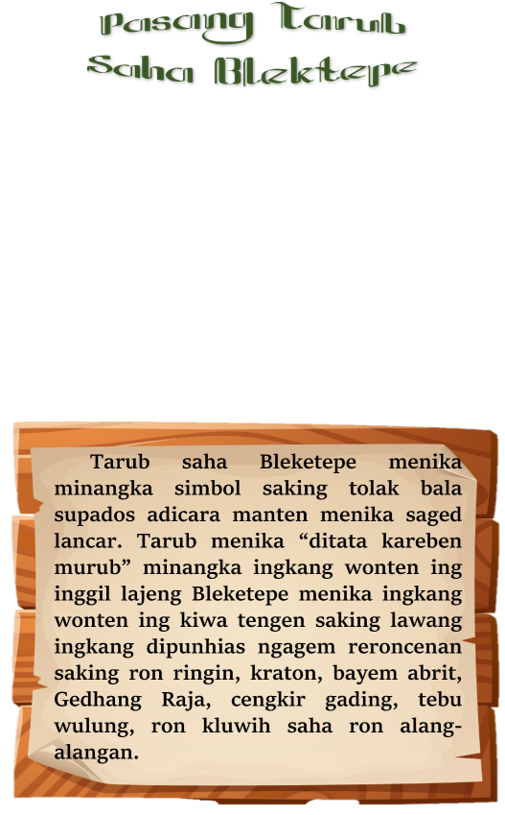 Pasang Tarub
Saha Blektepe
Tarub saha Bleketepe menika
minangka simbol saking tolak bala
supados adicara manten menika saged
lancar. Tarub menika “ditata kareben
murub” minangka ingkang wonten ing
inggil lajeng Bleketepe menika ingkang
wonten ing kiwa tengen saking lawang
ingkang dipunhias ngagem reroncenan
saking ron ringin, kraton, bayem abrit,
Gedhang Raja, cengkir gading, tebu
wulung, ron kluwih saha ron alang-
alangan.